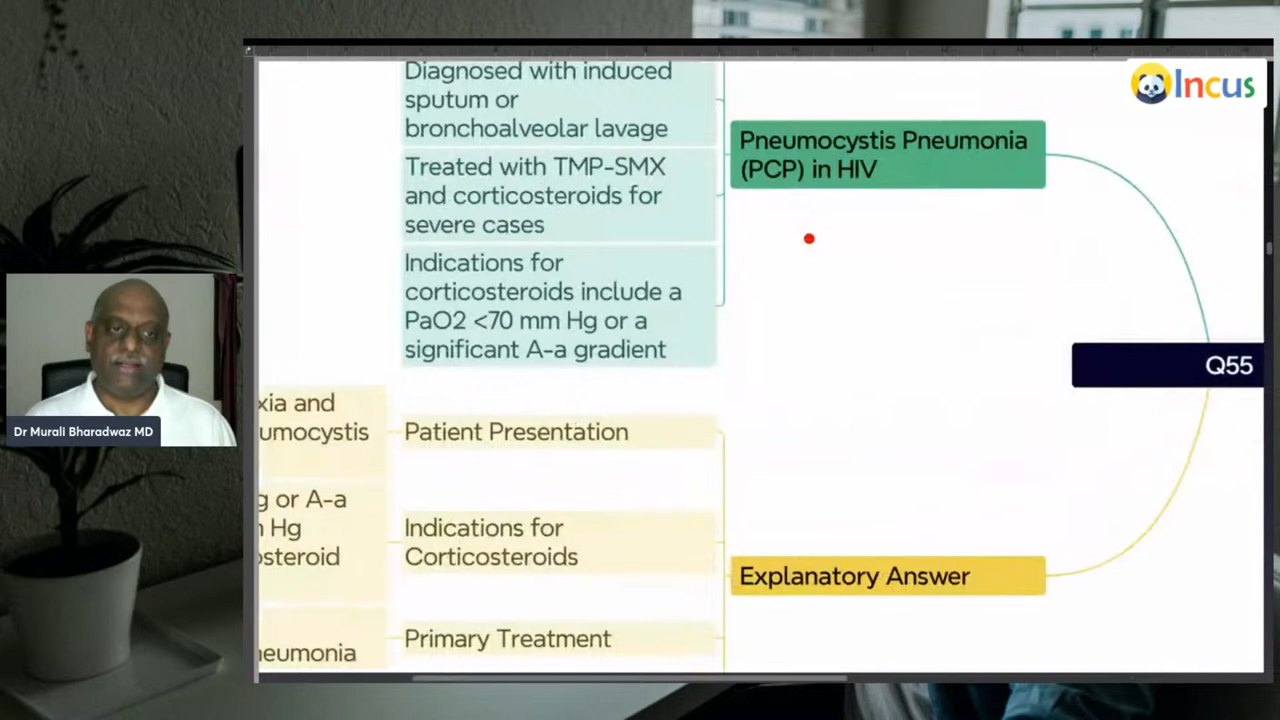 Incus
Diagnosed with induced
sputum or
bronchoalveolar lavage
Treated with TMP-SMX
and corticosteroids for
severe cases
Indications for
corticosteroids include a
PaO2 <70 mm Hg or a
significant A-a gradient
Pneumocystis Pneumonia
(PCP) in HIV
Q55
xia and
umocystis
Patient Presentation
g or A-a
Hg
osteroid
Indications for
Corticosteroids
Explanatory Answer
neumonia
Primary Treatment
Dr Murali Bharadwaz MD